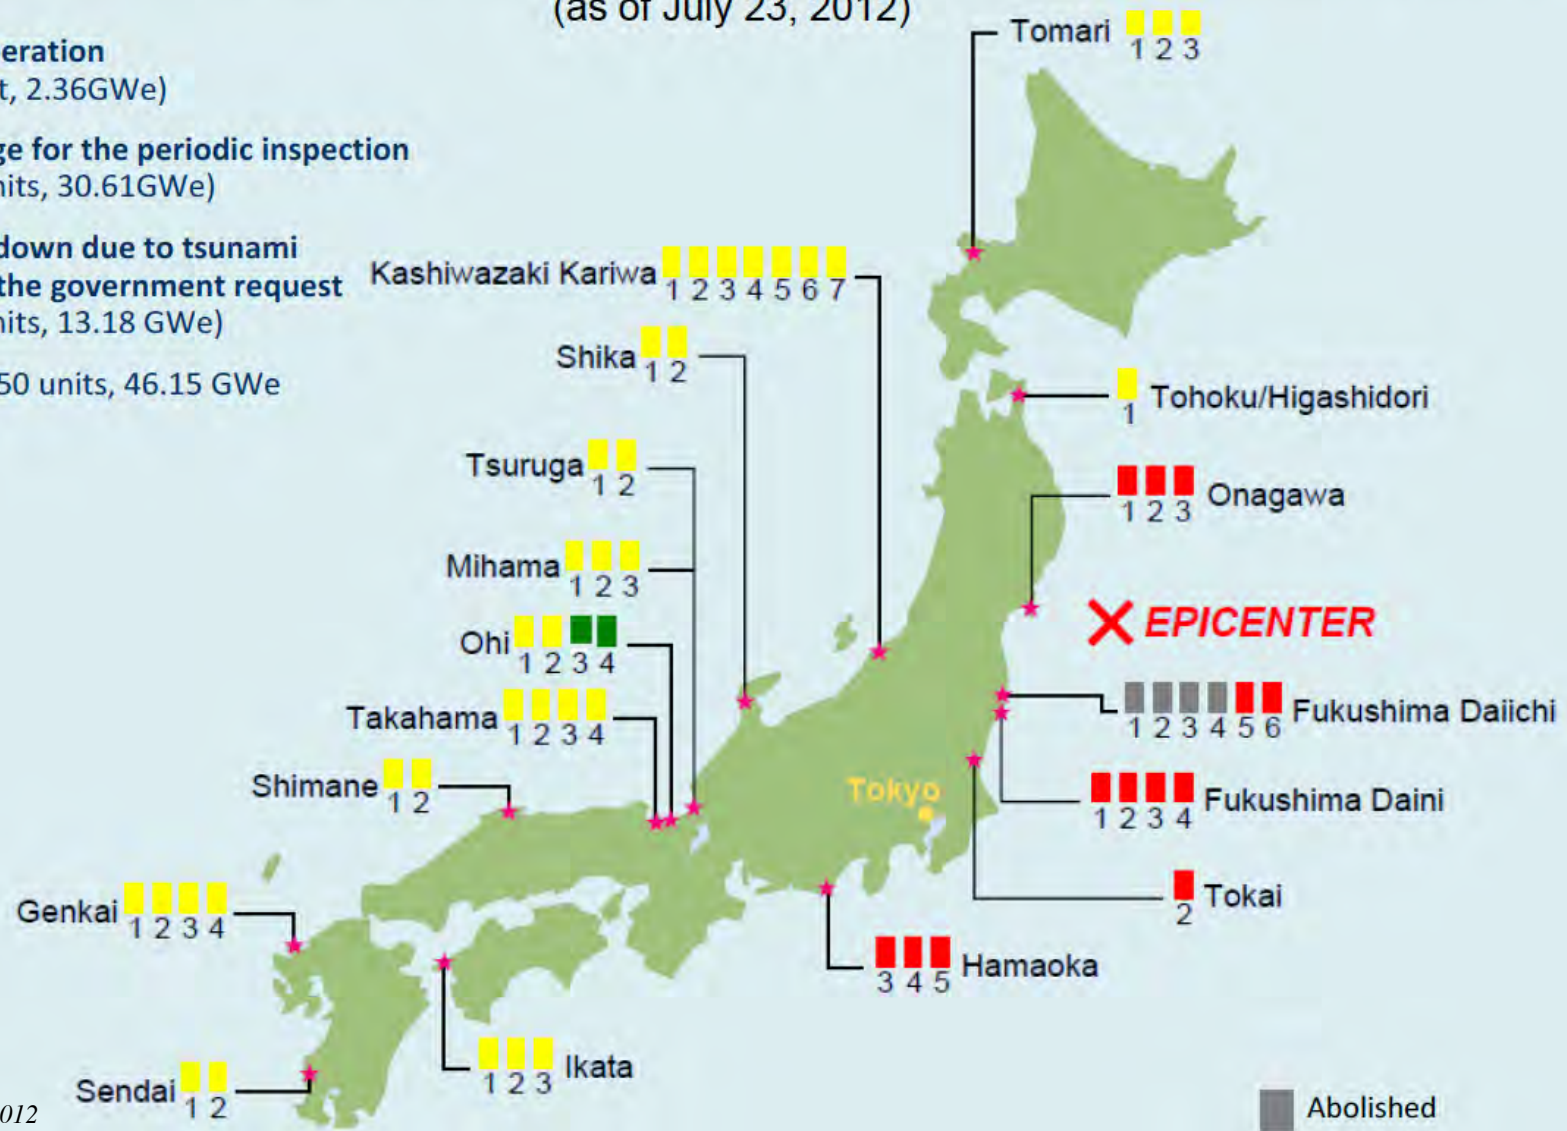 (as of July 23, 2012)
eration
t, 2.36GWe)
ge for the periodic inspection
nits, 30.61GWe)
down due to tsunami
the government request
nits, 13.18 GWe)
50 units, 46.15 GWe
Tomari
1 2 3
Kashiwazaki Kariwa
1 2 3 4 5 6 7
Shika
1 2
Tohoku/Higashidori
1
Tsuruga
1 2
Onagawa
1 2 3
Mihama
1 2 3
EPICENTER
Ohi
1 2 3 4
Fukushima Daiichi
1 2 3 4 5 6
Takahama
1 2 3 4
Shimane
1 2
Tokyo
Fukushima Daini
1 2 3 4
Genkai
1 2 3 4
Tokai
2
Hamaoka
3 4 5
Ikata
1 2 3
Sendai
1 2
012
Abolished